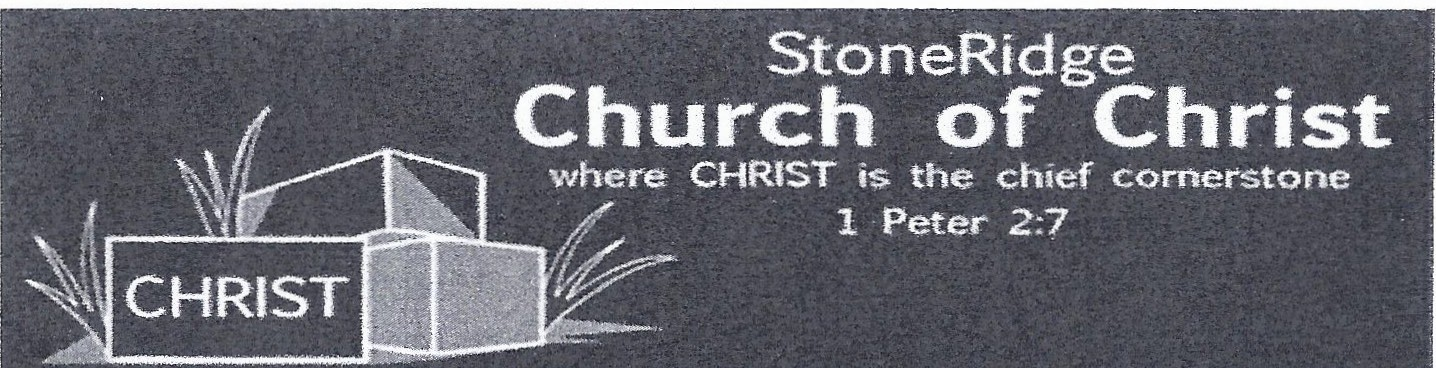 StoneRidge
Church of Christ
where CHRIST is the chief cornerstone
1 Peter 2:7
CHRIST